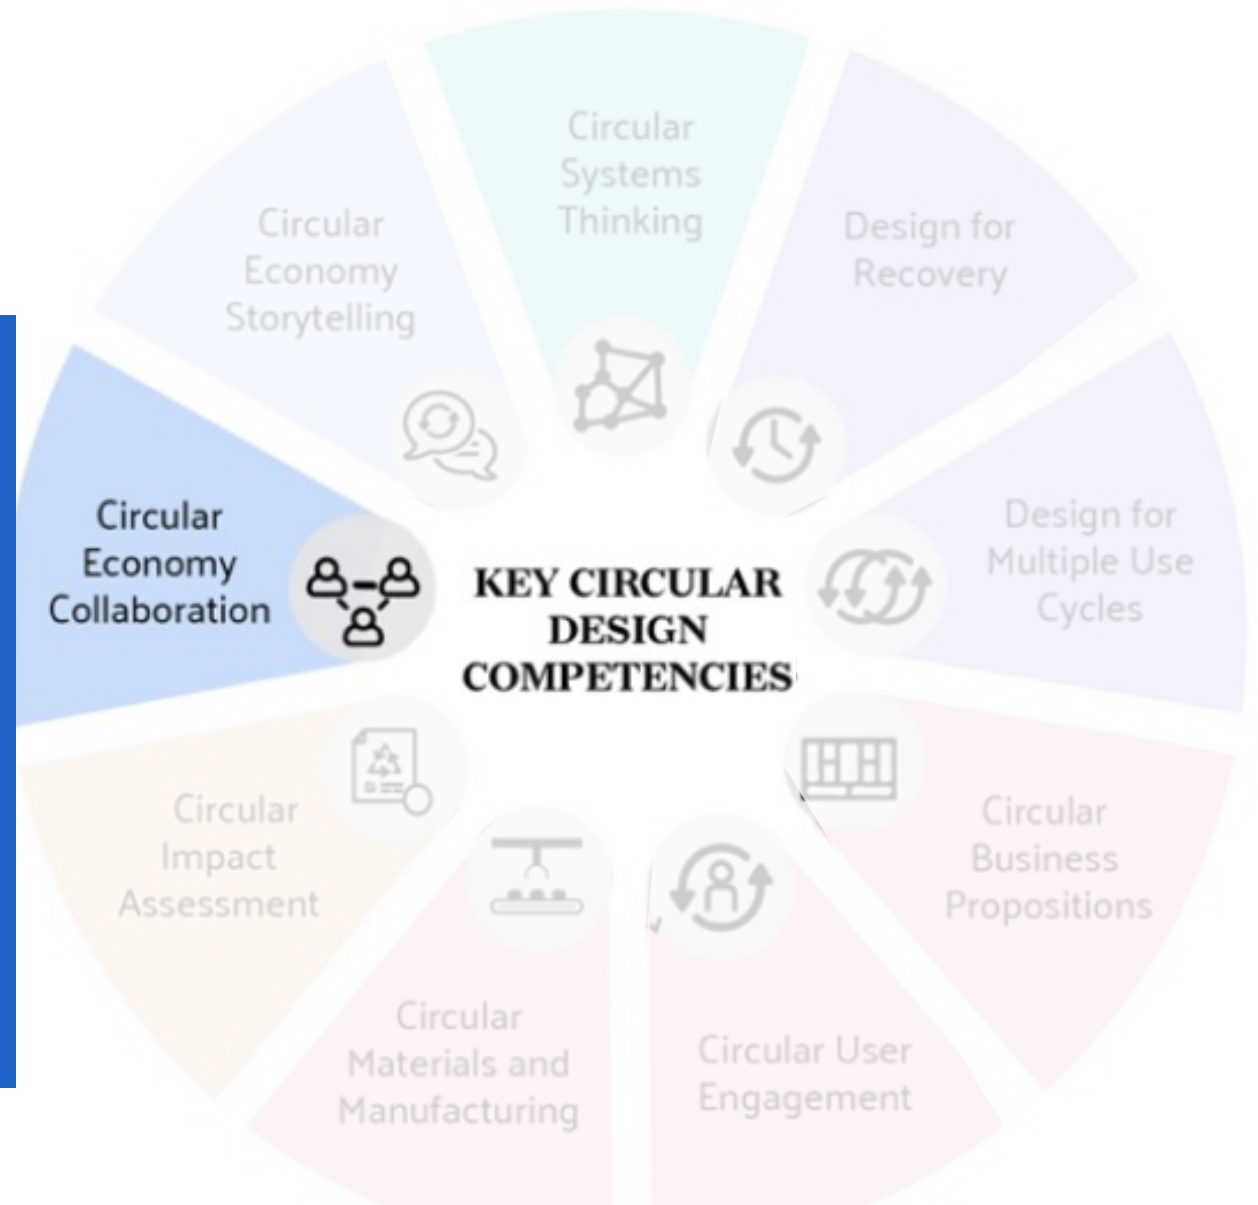 Circular
Systems
Thinking
Design for
Recovery
Circular
Economy
Storytelling
Design for
Multiple Use
Cycles
Circular
Economy
Collaboration
KEY CIRCULAR
DESIGN
COMPETENCIES
Circular
Impact
Assessment
Circular
Business
Propositions
Circular
Materials and
Manufacturing
Circular User
Engagement